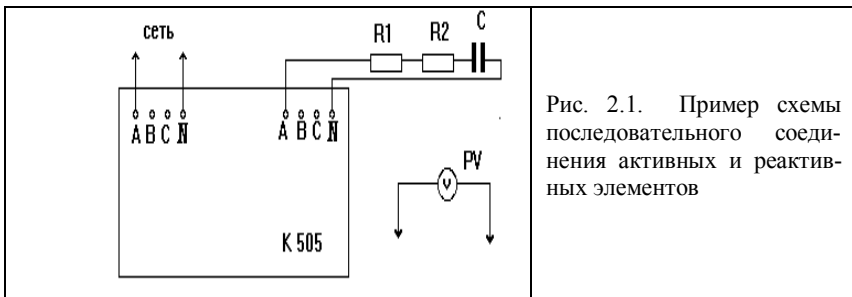 сеть
R1 R2 C
A B C N
A B C N
PV
V
K 505
Рис. 2.1. Пример схемы
последовательного соеди-
нения активных и реактив-
ных элементов